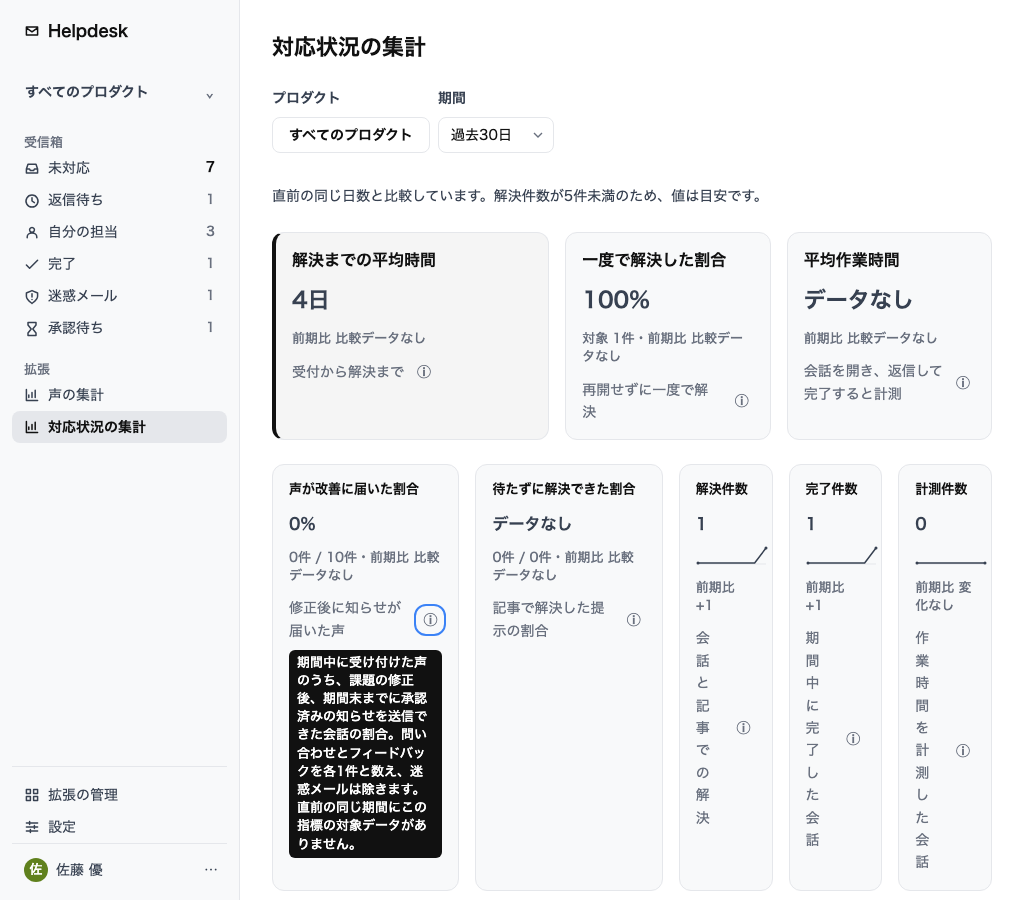 Helpdesk
すべてのプロダクト
受信箱
未対応 7
返信待ち 1
自分の担当 3
完了 1
迷惑メール 1
承認待ち 1
拡張
声の集計
対応状況の集計
拡張の管理
設定
佐 佐藤 優 …
対応状況の集計
プロダクト 期間
すべてのプロダクト 過去30日
直前の同じ日数と比較しています。解決件数が5件未満のため、値は目安です。
解決までの平均時間
4日
前期比 比較データなし
受付から解決まで
一度で解決した割合
100%
対象 1件・前期比 比較デー
タなし
再開せずに一度で解
決
平均作業時間
データなし
前期比 比較データなし
会話を開き、返信して
完了すると計測
声が改善に届いた割合
0%
0件 / 10件・前期比 比較
データなし
修正後に知らせが
届いた声
期間中に受け付けた声
のうち、課題の修正
後、期間末までに承認
済みの知らせを送信で
きた会話の割合。問い
合わせとフィードバッ
クを各1件と数え、迷
惑メールは除きます。
直前の同じ期間にこの
指標の対象データがあ
りません。
待たずに解決できた割合
データなし
0件 / 0件・前期比 比較
データなし
記事で解決した提
示の割合
解決件数
1
前期比
+1
会
話
と
記
事
で
の
解
決
完了件数
1
前期比
+1
期
間
中
に
完
了
し
た
会
話
計測件数
0
前期比 変
化なし
作
業
時
間
を
計
測
し
た
会
話